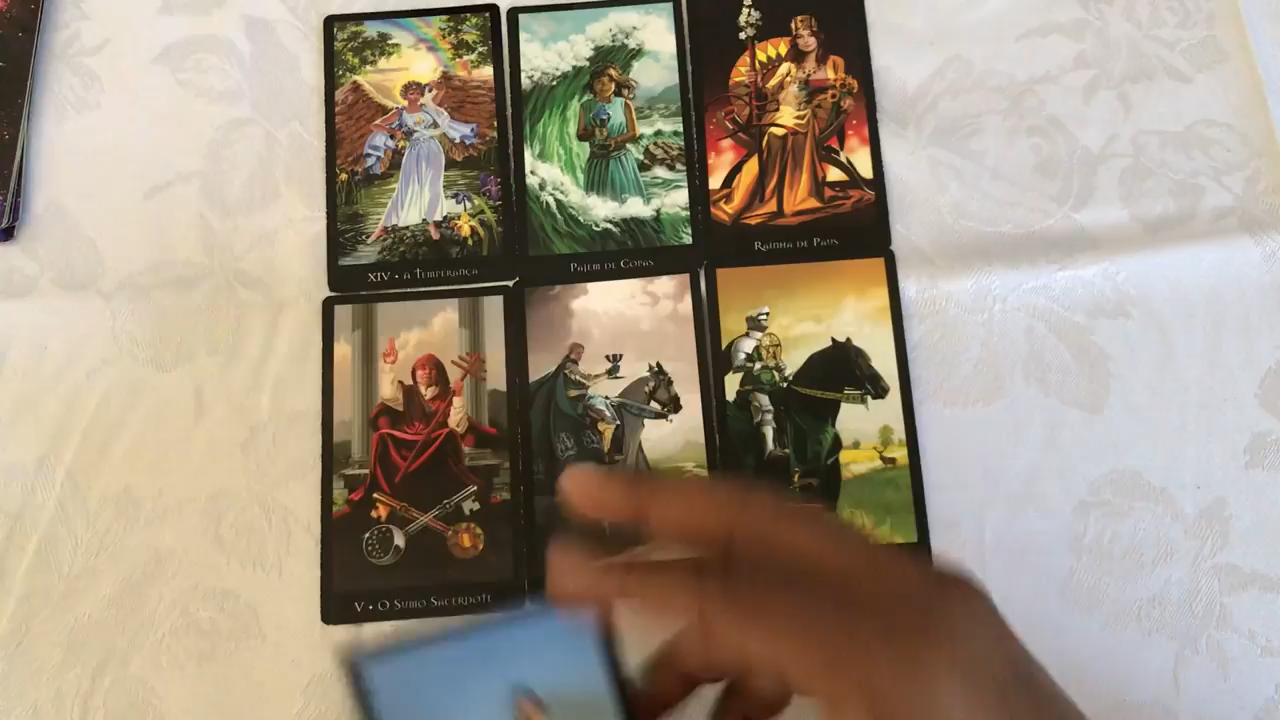 XIV • A Temperança
Pajem de Copas
Rainha de Paus
V • O Sumo Sacerdote